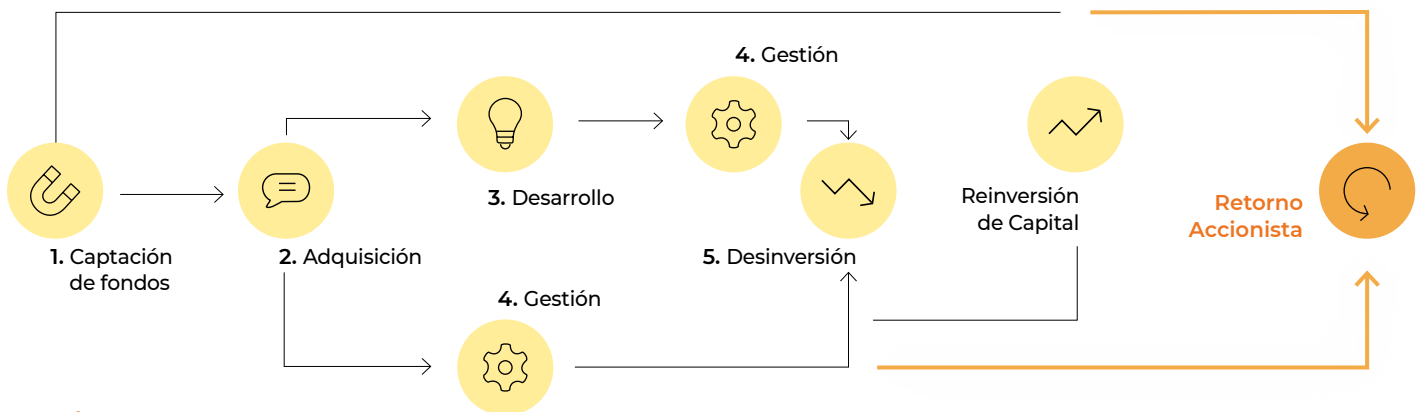 4. Gestión
3. Desarrollo
Reinversión
de Capital
Retorno
Accionista
1. Captación
de fondos
2. Adquisición
5. Desinversión
4. Gestión